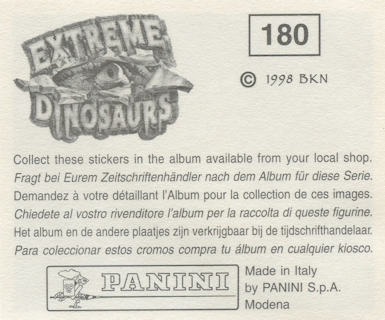 EXTREME
DINOSAURS
180
© 1998 BKN
Collect these stickers in the album available from your local shop.
Fragt bei Eurem Zeitschriftenhändler nach dem Album für diese Serie.
Demandez à votre détaillant l'Album pour la collection de ces images.
Chiedete al vostro rivenditore l'album per la raccolta di queste figurine.
Het album en de andere plaatjes zijn verkrijgbaar bij de tijdschrifthandelaar.
Para coleccionar estos cromos compra tu álbum en cualquier kiosco.
PANINI
Made in Italy
by PANINI S.p.A.
Modena